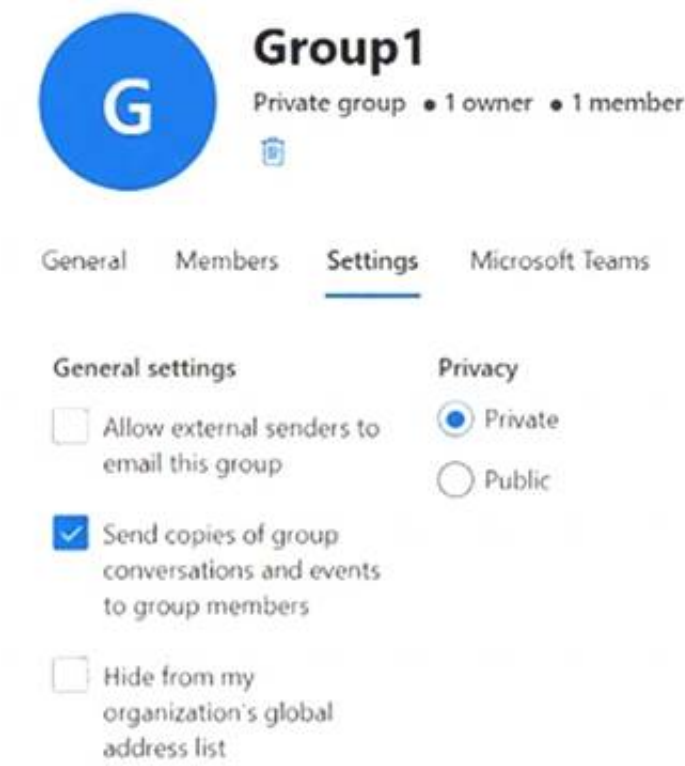 G
Group1
Private group • 1 owner • 1 member
General Members Settings Microsoft Teams
General settings
Allow external senders to
email this group
Send copies of group
conversations and events
to group members
Hide from my
organization's global
address list
Privacy
Private
Public